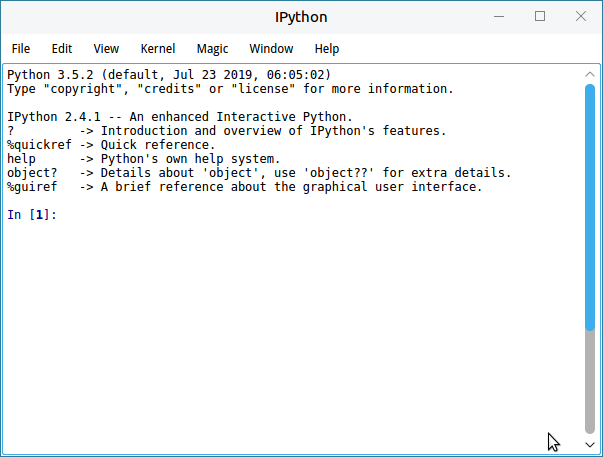 IPython
File Edit View Kernel Magic Window Help
Python 3.5.2 (default, Jul 23 2019, 06:05:02)
Type "copyright", "credits" or "license" for more information.
IPython 2.4.1 -- An enhanced Interactive Python.
?         -> Introduction and overview of IPython's features.
%quickref -> Quick reference.
help      -> Python's own help system.
object?   -> Details about 'object', use 'object??' for extra details.
%guiref   -> A brief reference about the graphical user interface.
In [1]: